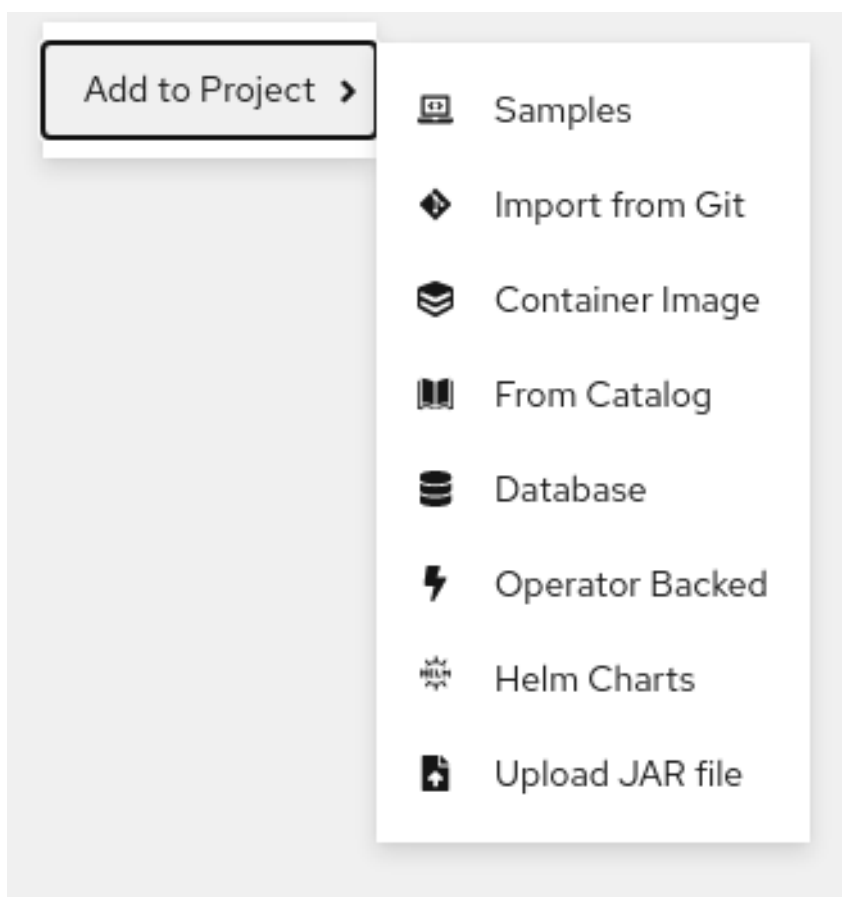 Add to Project
Samples
Import from Git
Container Image
From Catalog
Database
Operator Backed
HELM
Helm Charts
Upload JAR file